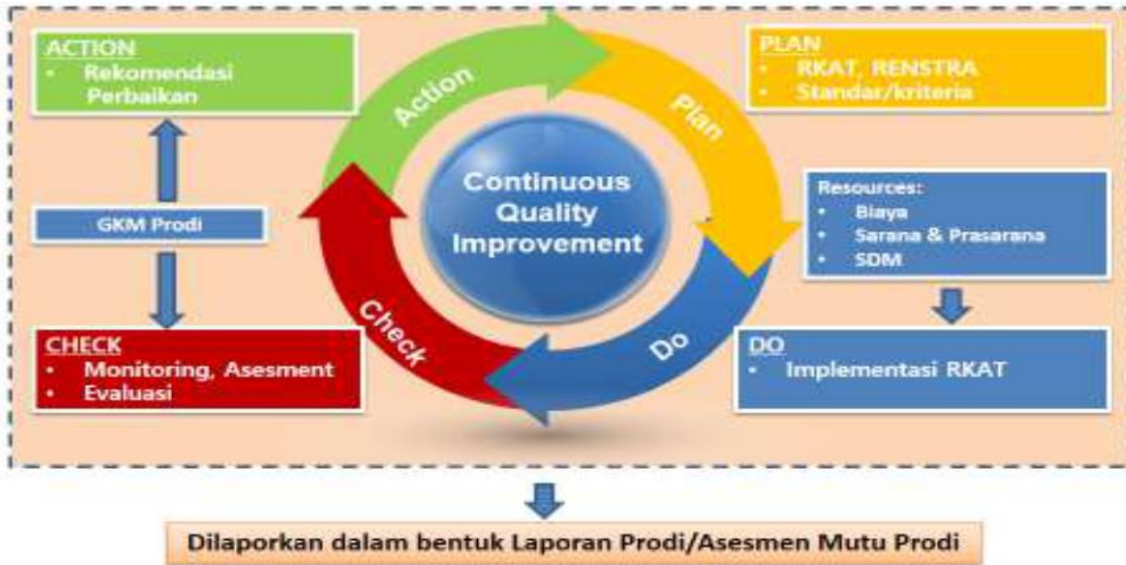 ACTION
• Rekomendasi
Perbaikan
Action
Plan
PLAN
• RKAT, RENSTRA
• Standar/kriteria
Continuous
Quality
Improvement
GKM Prodi
Resources:
• Biaya
• Sarana & Prasarana
• SDM
Check
Do
CHECK
• Monitoring, Asesment
• Evaluasi
DO
• Implementasi RKAT
Dilaporkan dalam bentuk Laporan Prodi/Asesmen Mutu Prodi